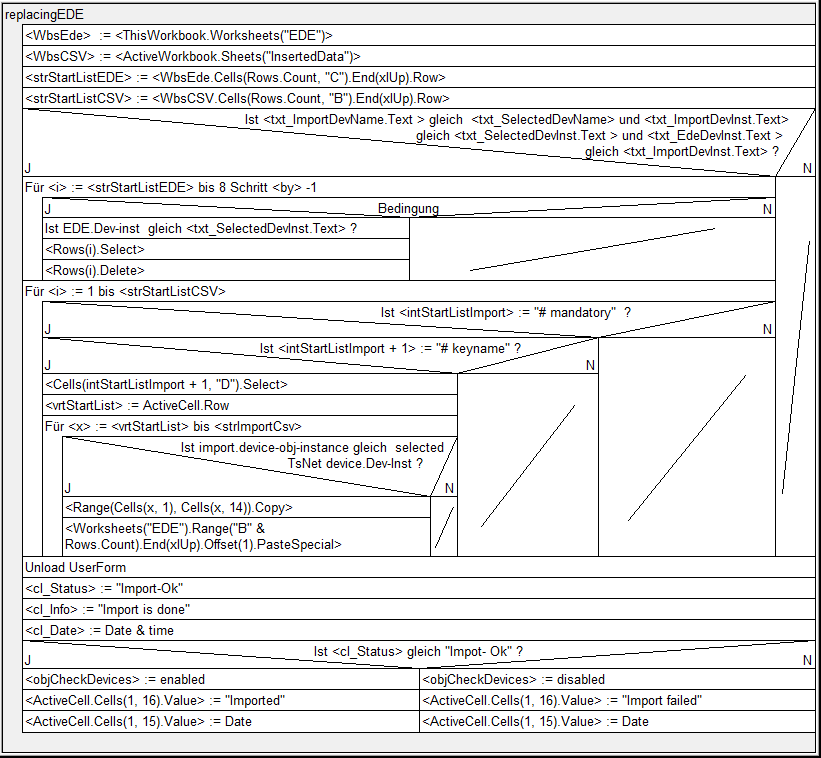 replacingEDE
<WbsEde>  := <ThisWorkbook.Worksheets("EDE")>
<WbsCSV> := <ActiveWorkbook.Sheets("InsertedData")>
<strStartListEDE> := <WbsEde.Cells(Rows.Count, "C").End(xlUp).Row>
<strStartListCSV> := <WbsCSV.Cells(Rows.Count, "B").End(xlUp).Row>
Ist <txt_ImportDevName.Text > gleich  <txt_SelectedDevName> und <txt_ImportDevInst.Text>
gleich <txt_SelectedDevInst.Text > und <txt_EdeDevInst.Text >
gleich <txt_ImportDevInst.Text> ?
J N
Für <i> := <strStartListEDE> bis 8 Schritt <by> -1
J Bedingung N
Ist EDE.Dev-inst  gleich <txt_SelectedDevInst.Text> ?
<Rows(i).Select>
<Rows(i).Delete>
Für <i> := 1 bis <strStartListCSV>
Ist <intStartListImport> := "# mandatory"  ?
J N
Ist <intStartListImport + 1> := "# keyname" ?
J N
<Cells(intStartListImport + 1, "D").Select>
<vrtStartList> := ActiveCell.Row
Für <x> := <vrtStartList> bis <strImportCsv>
Ist import.device-obj-instance gleich  selected
TsNet device.Dev-Inst ?
J N
<Range(Cells(x, 1), Cells(x, 14)).Copy>
<Worksheets("EDE").Range("B" &
Rows.Count).End(xlUp).Offset(1).PasteSpecial>
Unload UserForm
<cl_Status> := "Import-Ok"
<cl_Info> := "Import is done"
<cl_Date> := Date & time
Ist <cl_Status> gleich "Impot- Ok" ?
J N
<objCheckDevices> := enabled
<ActiveCell.Cells(1, 16).Value> := "Imported"
<ActiveCell.Cells(1, 15).Value> := Date
<objCheckDevices> := disabled
<ActiveCell.Cells(1, 16).Value> := "Import failed"
<ActiveCell.Cells(1, 15).Value> := Date